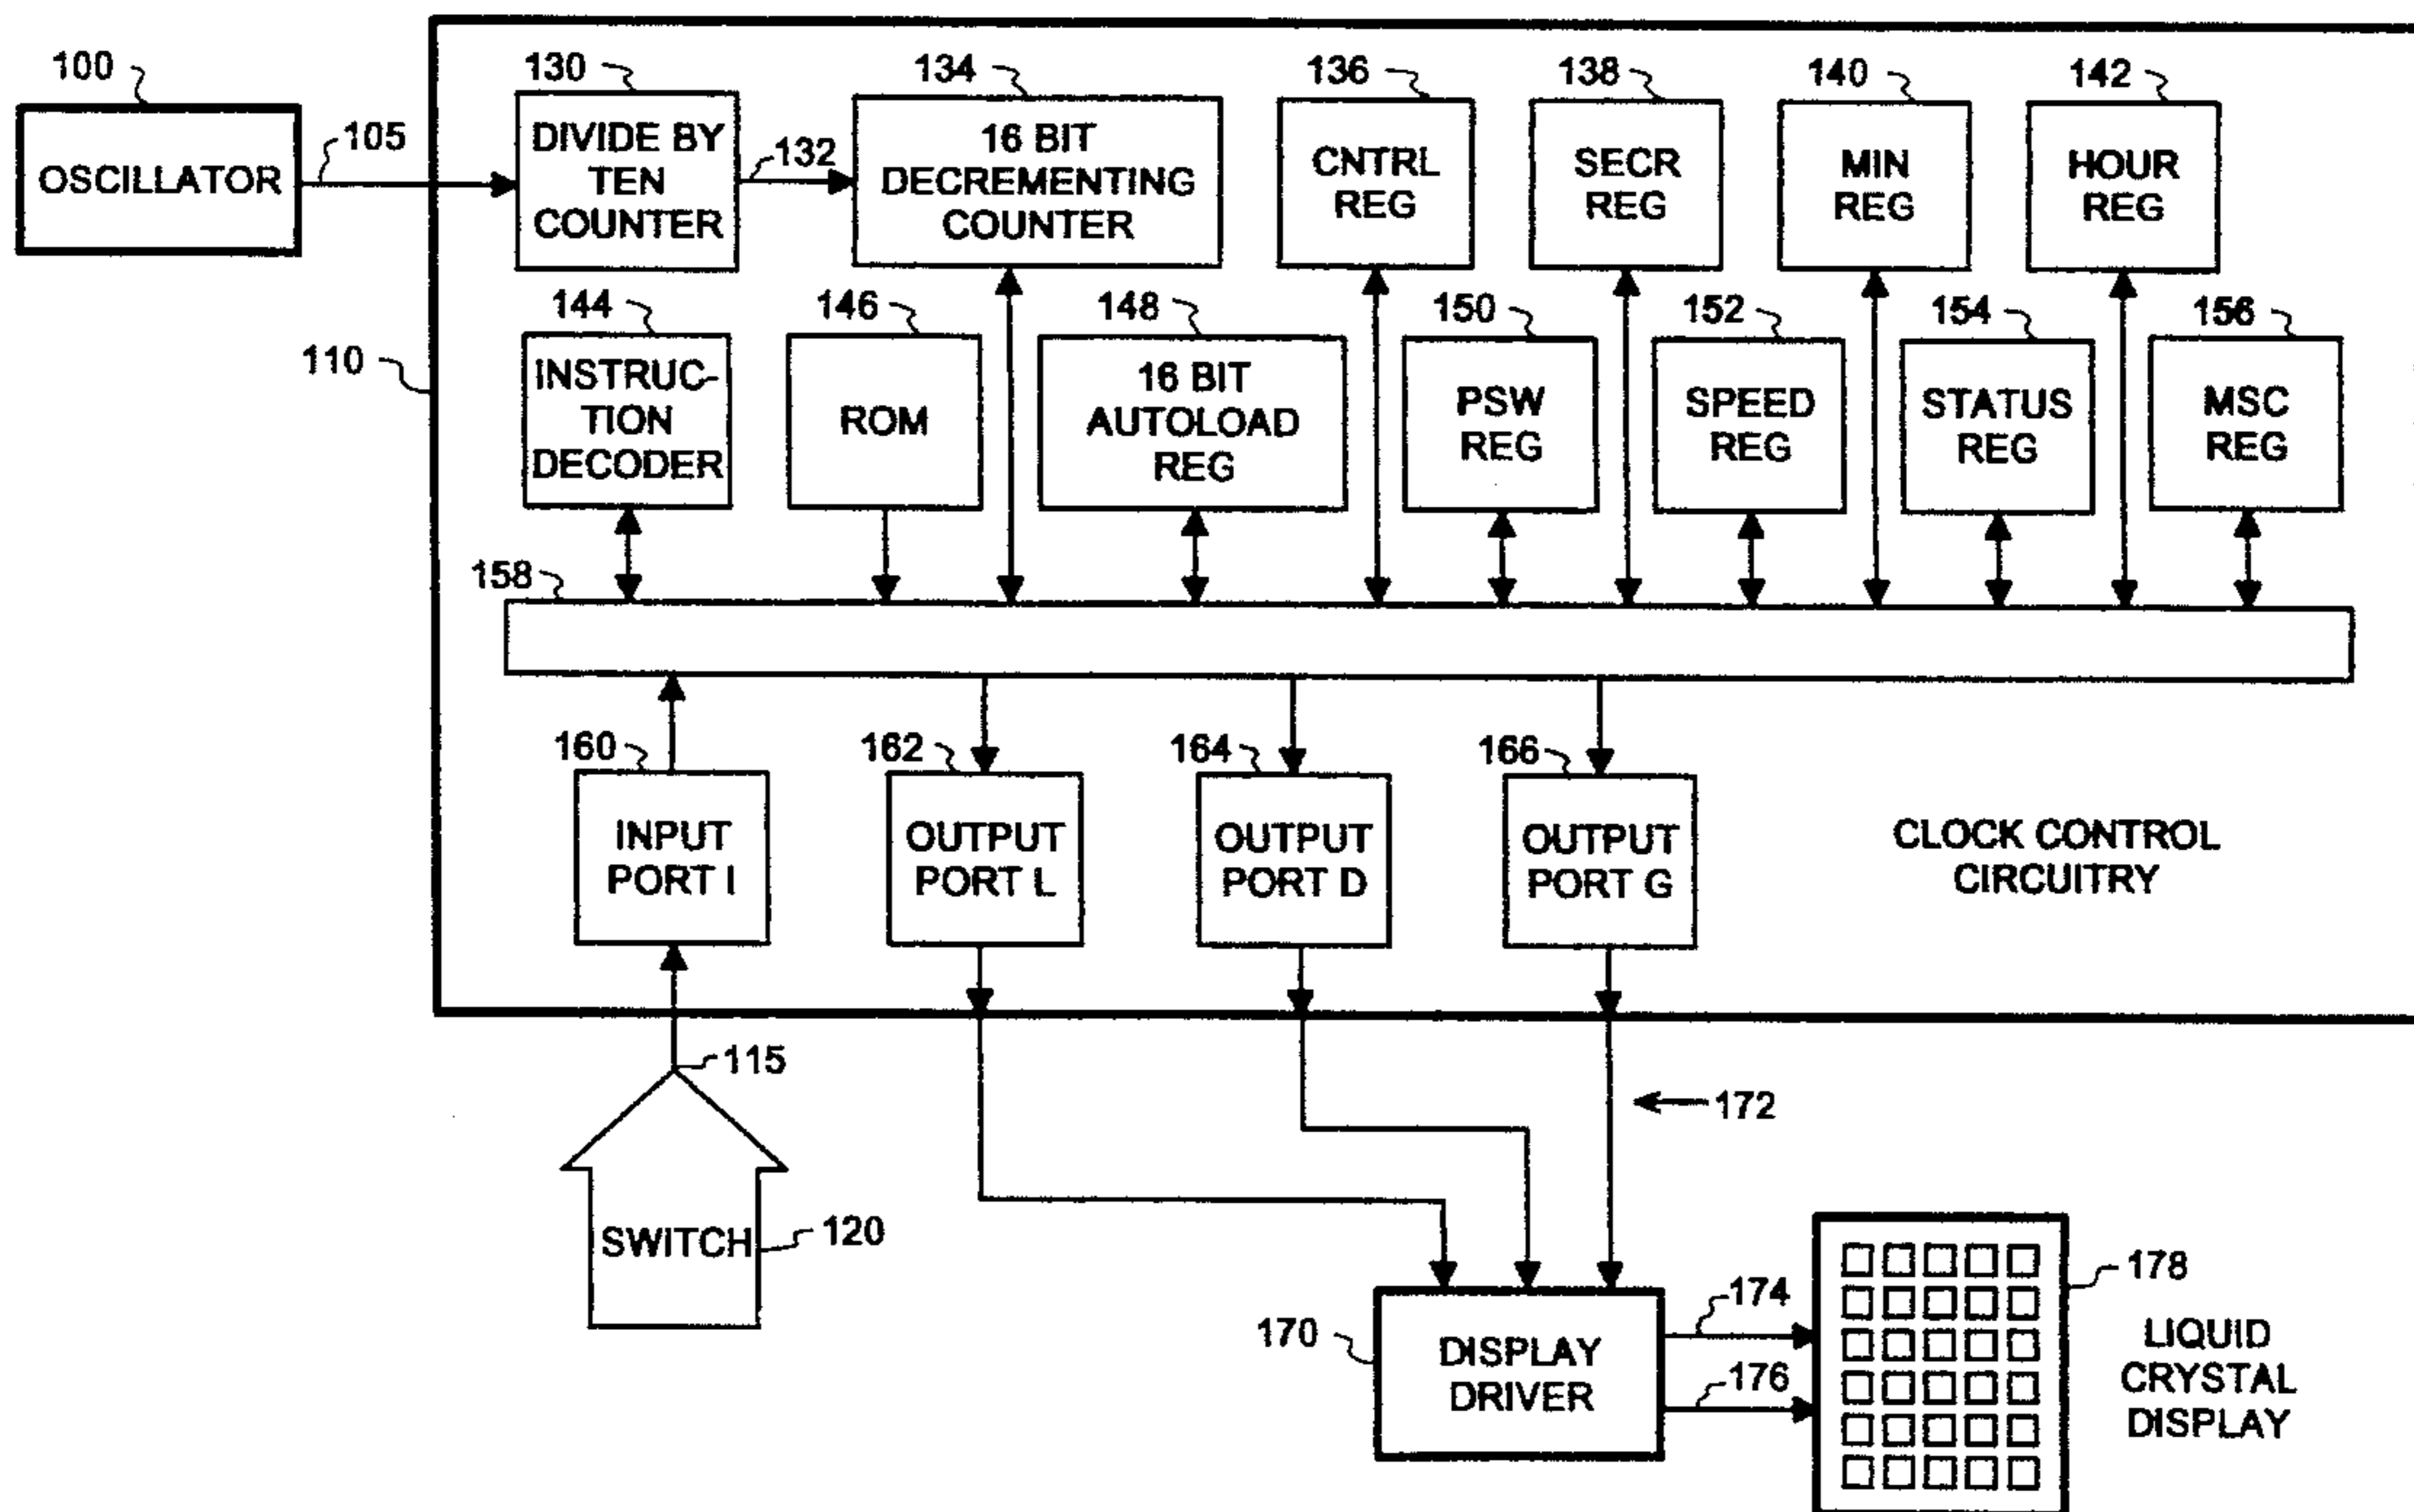 100
OSCILLATOR
105
110
130
DIVIDE BY
TEN
COUNTER
132
134
16 BIT
DECREMENTING
COUNTER
136
CNTRL
REG
138
SECR
REG
140
MIN
REG
142
HOUR
REG
144
INSTRUC-
TION
DECODER
146
ROM
148
16 BIT
AUTOLOAD
REG
150
PSW
REG
152
SPEED
REG
154
STATUS
REG
156
MSC
REG
158
160
INPUT
PORT I
162
OUTPUT
PORT L
164
OUTPUT
PORT D
166
OUTPUT
PORT G
CLOCK CONTROL
CIRCUITRY
115
SWITCH
120
172
170
DISPLAY
DRIVER
174
176
178
LIQUID
CRYSTAL
DISPLAY